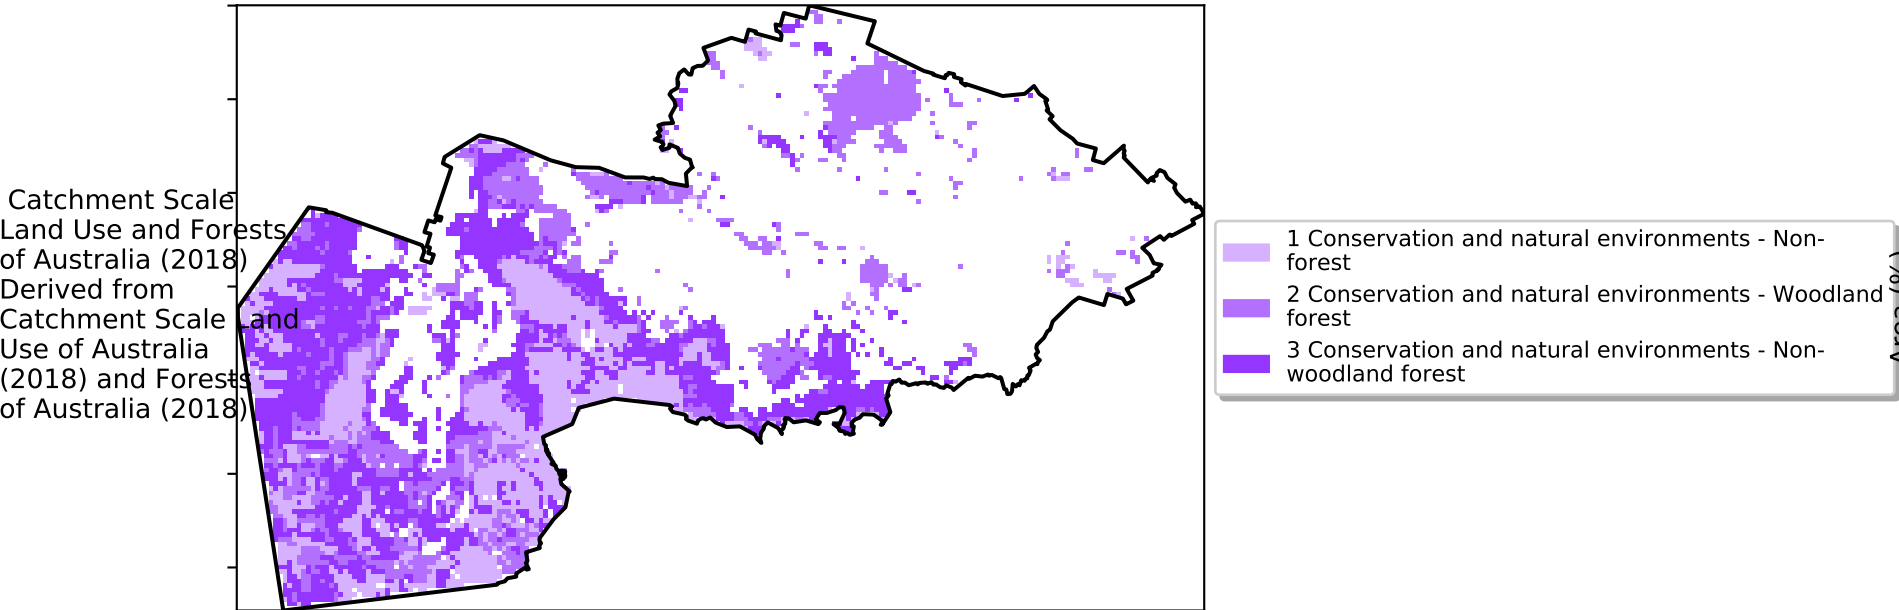 Catchment Scale
Land Use and Forests
of Australia (2018)
Derived from
Catchment Scale Land
Use of Australia
(2018) and Forests
of Australia (2018)
1 Conservation and natural environments - Non-
forest
2 Conservation and natural environments - Woodland
forest
3 Conservation and natural environments - Non-
woodland forest